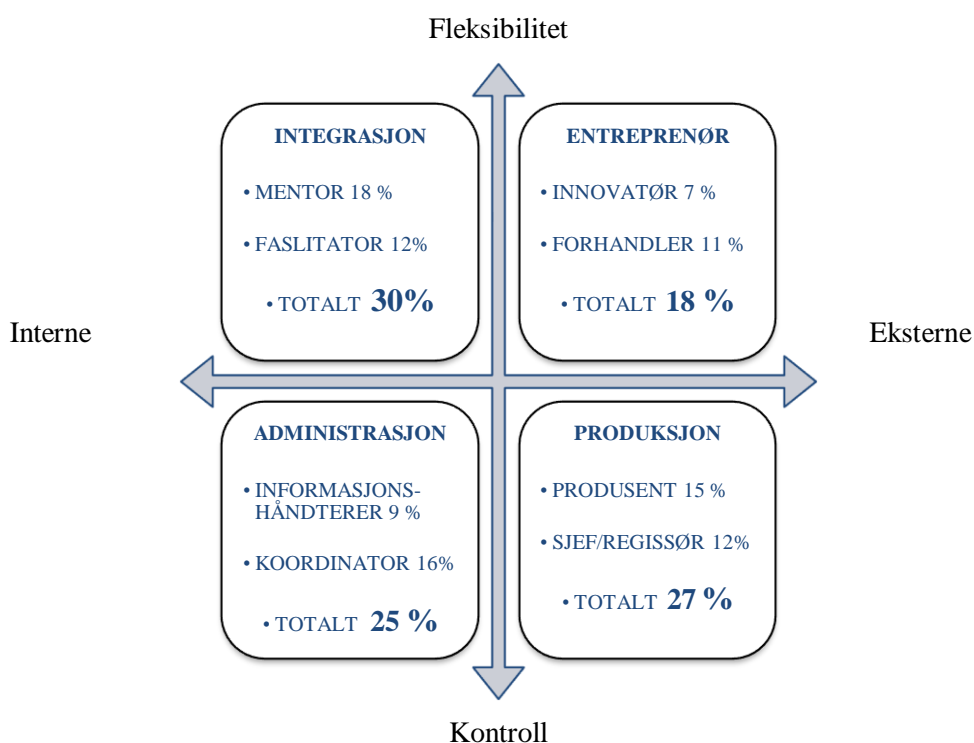 Fleksibilitet
INTEGRASJON
• MENTOR 18 %
• FASLITATOR 12%
• TOTALT 30%
ENTREPRENØR
• INNOVATØR 7 %
• FORHANDLER 11 %
• TOTALT 18 %
Interne
Eksterne
ADMINISTRASJON
• INFORMASJONS-
HÅNDTERER 9 %
• KOORDINATOR 16%
• TOTALT 25 %
PRODUKSJON
• PRODUSENT 15 %
• SJEF/REGISSØR 12%
• TOTALT 27 %
Kontroll